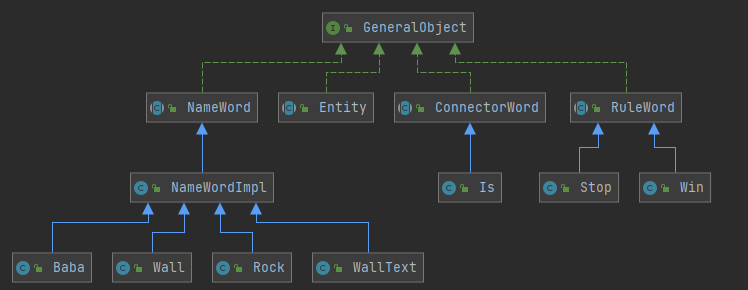 GeneralObject
NameWord Entity ConnectorWord RuleWord
NameWordImpl Is Stop Win
Baba Wall Rock WallText